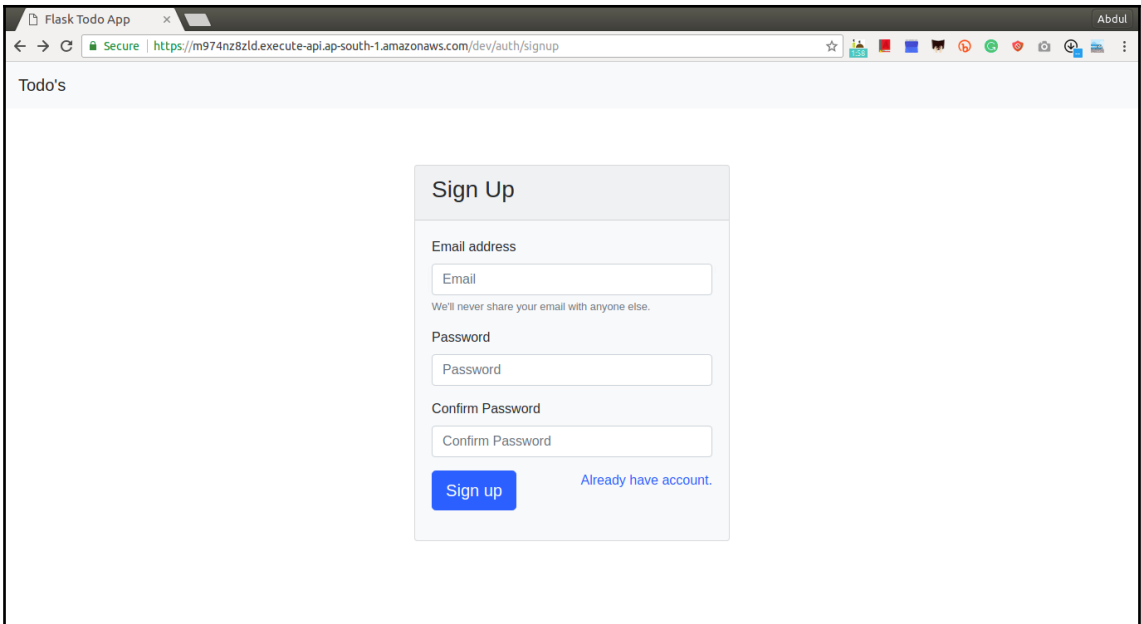 Flask Todo App
Abdul
Secure https://m974nz8zld.execute-api.ap-south-1.amazonaws.com/dev/auth/signup
1:58
Todo's
Sign Up
Email address
Email
We'll never share your email with anyone else.
Password
Password
Confirm Password
Confirm Password
Sign up
Already have account.